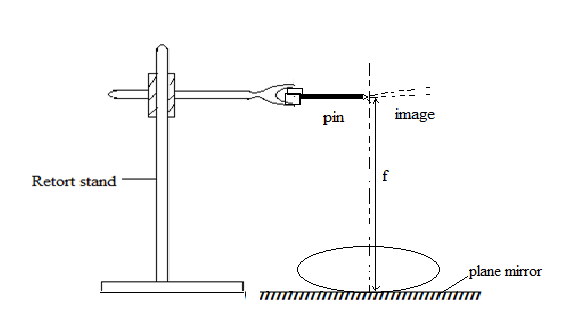 pin
image
Retort stand
f
plane mirror